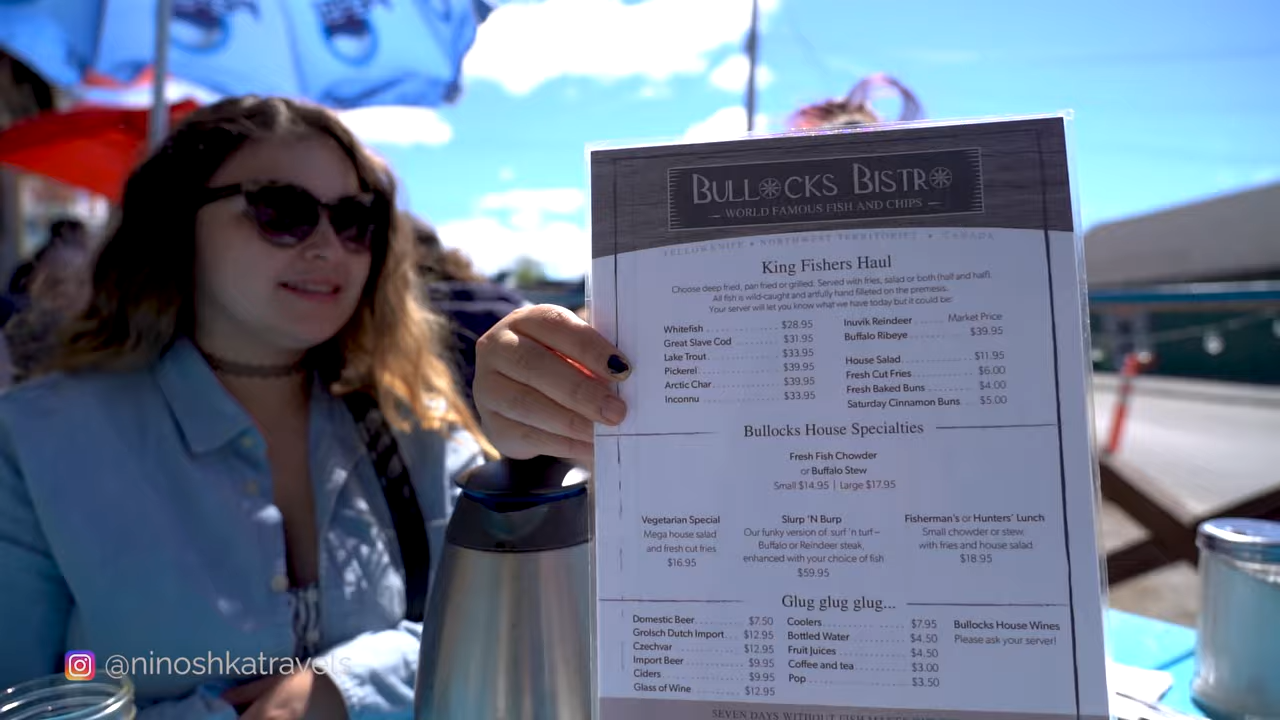 BULLOCKS BISTRO
— WORLD FAMOUS FISH AND CHIPS —
YELLOWKNIFE • NORTHWEST TERRITORIES • CANADA
King Fishers Haul
Choose deep fried, pan fried or grilled. Served with fries, salad or both (half and half).
All fish is wild-caught and artfully hand filleted on the premesis.
Your server will let you know what we have today but it could be:
Whitefish $28.95
Great Slave Cod $31.95
Lake Trout $33.95
Pickerel $39.95
Arctic Char $39.95
Inconnu $33.95
Inuvik Reindeer Market Price
Buffalo Ribeye $39.95
House Salad $11.95
Fresh Cut Fries $6.00
Fresh Baked Buns $4.00
Saturday Cinnamon Buns $5.00
Bullocks House Specialties
Fresh Fish Chowder
or Buffalo Stew
Small $14.95 | Large $17.95
Vegetarian Special
Mega house salad
and fresh cut fries
$16.95
Slurp 'N Burp
Our funky version of surf 'n turf –
Buffalo or Reindeer steak,
enhanced with your choice of fish
$59.95
Fisherman's or Hunters' Lunch
Small chowder or stew,
with fries and house salad
$18.95
Glug glug glug...
Domestic Beer $7.50
Grolsch Dutch Import $12.95
Czechvar $12.95
Import Beer $9.95
Ciders $9.95
Glass of Wine $12.95
Coolers $7.95
Bottled Water $4.50
Fruit Juices $4.50
Coffee and tea $3.00
Pop $3.50
Bullocks House Wines
Please ask your server!
SEVEN DAYS WITHOUT FISH MAKES
@ninoshkatravels